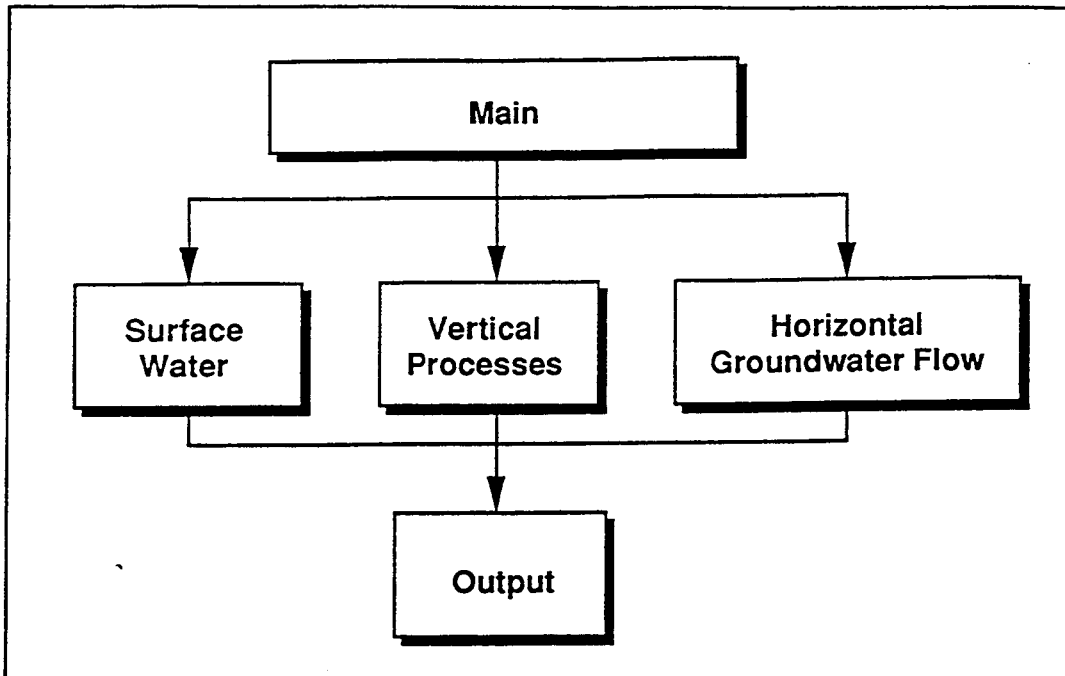 Main
Surface
Water
Vertical
Processes
Horizontal
Groundwater Flow
Output